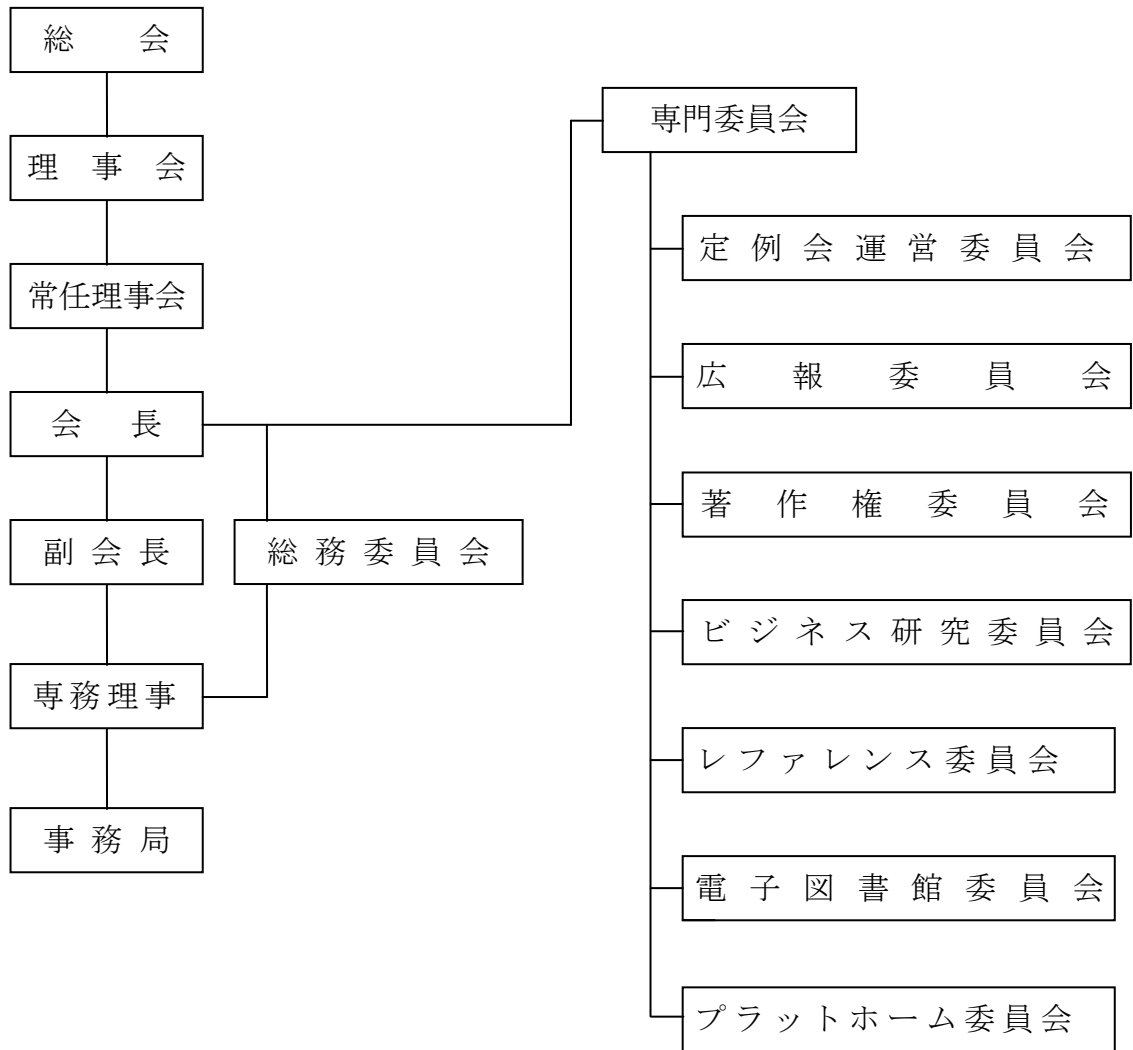 総会
理事会
常任理事会
会長
副会長
総務委員会
専務理事
事務局
専門委員会
定例会運営委員会
広報委員会
著作権委員会
ビジネス研究委員会
レファレンス委員会
電子図書館委員会
プラットホーム委員会